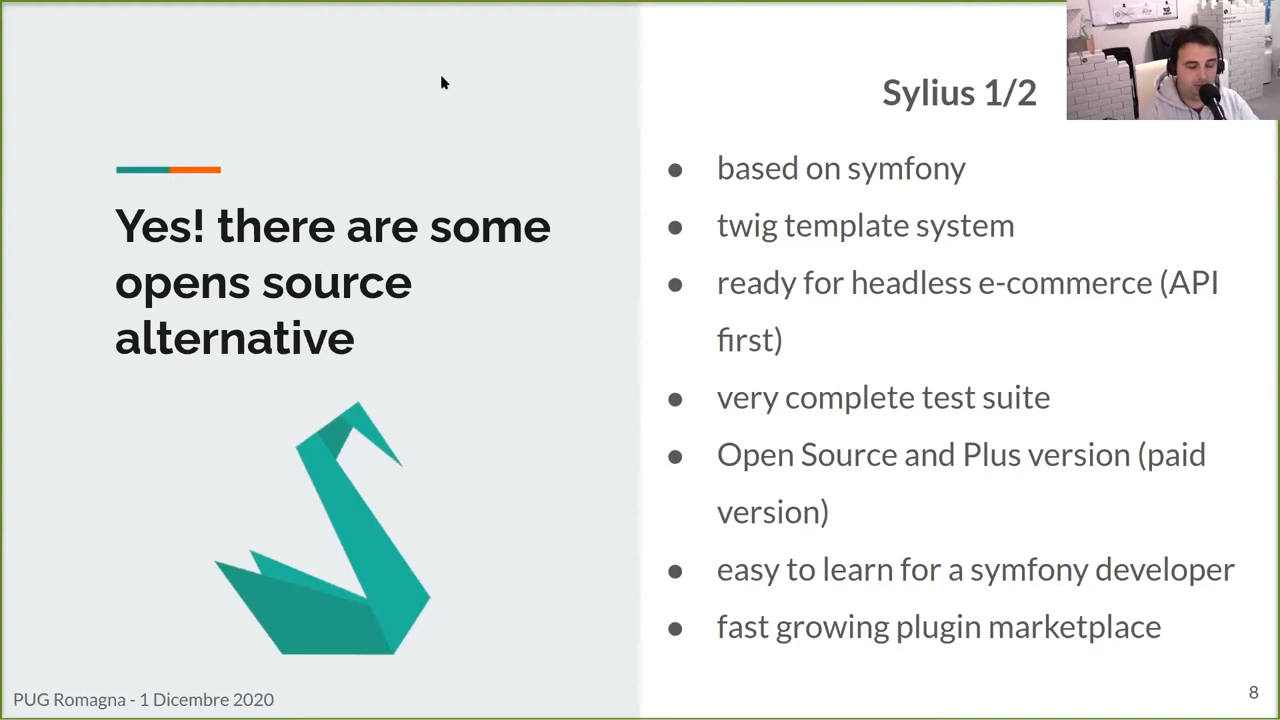 Yes! there are some
opens source
alternative
Sylius 1/2
● based on symfony
● twig template system
● ready for headless e-commerce (API
first)
● very complete test suite
● Open Source and Plus version (paid
version)
● easy to learn for a symfony developer
● fast growing plugin marketplace
PUG Romagna - 1 Dicembre 2020
8